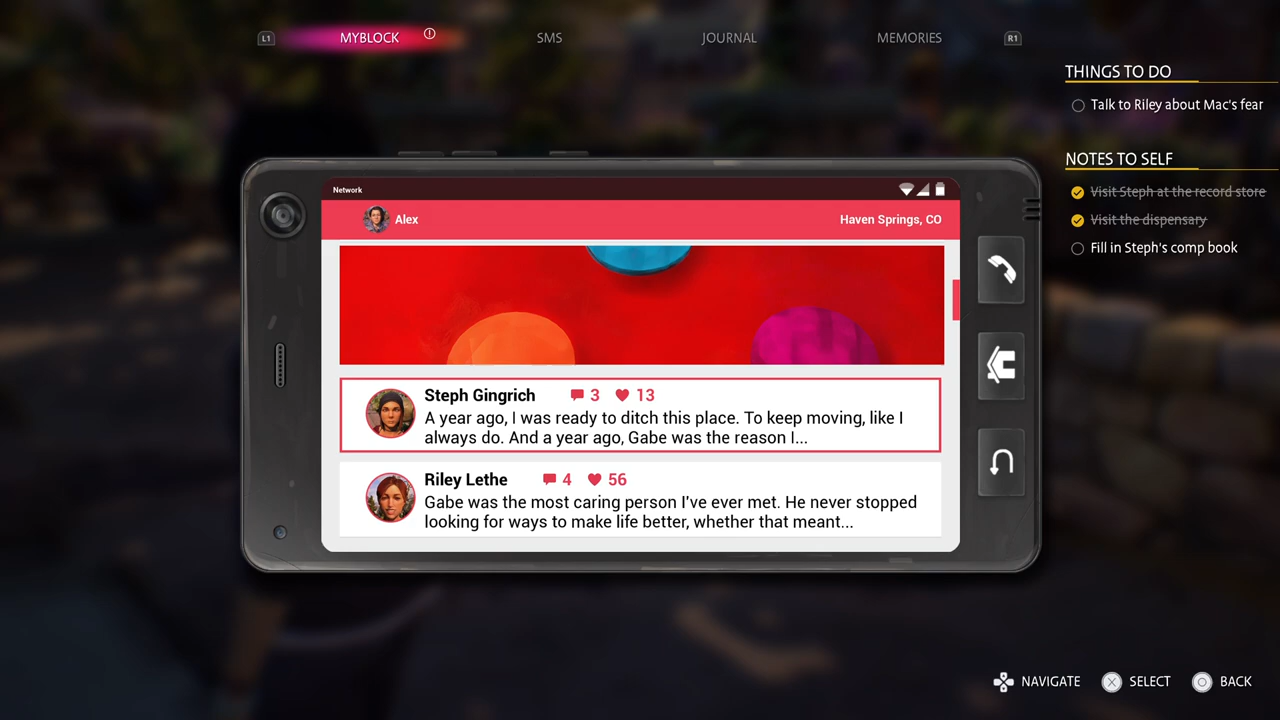 L1
MYBLOCK
SMS
JOURNAL
MEMORIES
R1
THINGS TO DO
Talk to Riley about Mac's fear
NOTES TO SELF
Visit Steph at the record store
Visit the dispensary
Fill in Steph's comp book
Network
Alex
Haven Springs, CO
Steph Gingrich 3 13
A year ago, I was ready to ditch this place. To keep moving, like I
always do. And a year ago, Gabe was the reason I...
Riley Lethe 4 56
Gabe was the most caring person I've ever met. He never stopped
looking for ways to make life better, whether that meant...
NAVIGATE
SELECT
BACK